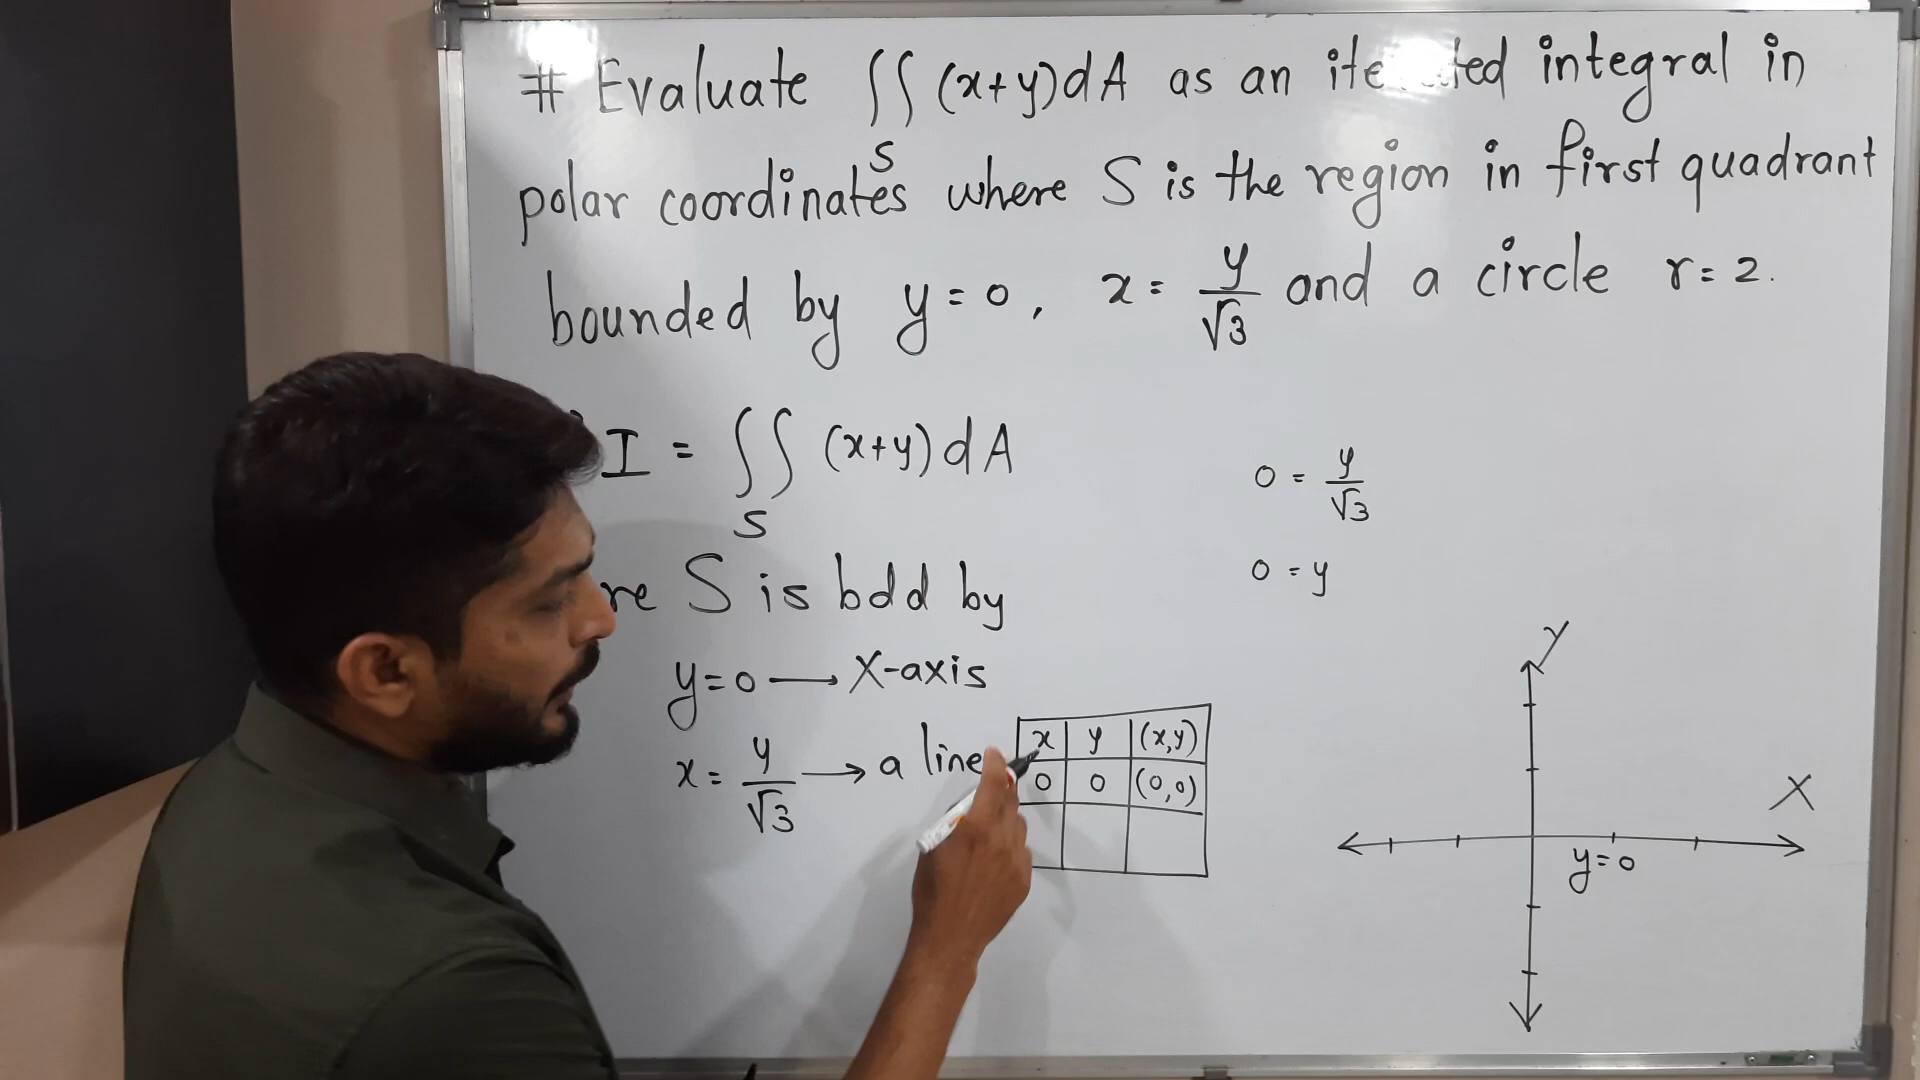 # Evaluate ∬_S (x+y)dA as an integral in
polar coordinates where S is the region in first quadrant
bounded by y=0, x= y/√3 and a circle r=2.
I = ∬_S (x+y)dA
S is bdd by
y=0 → X-axis
x= y/√3 → a line
x y (x,y)
0 0 (0,0)
0 = y/√3
0 = y
Y
X
y=0